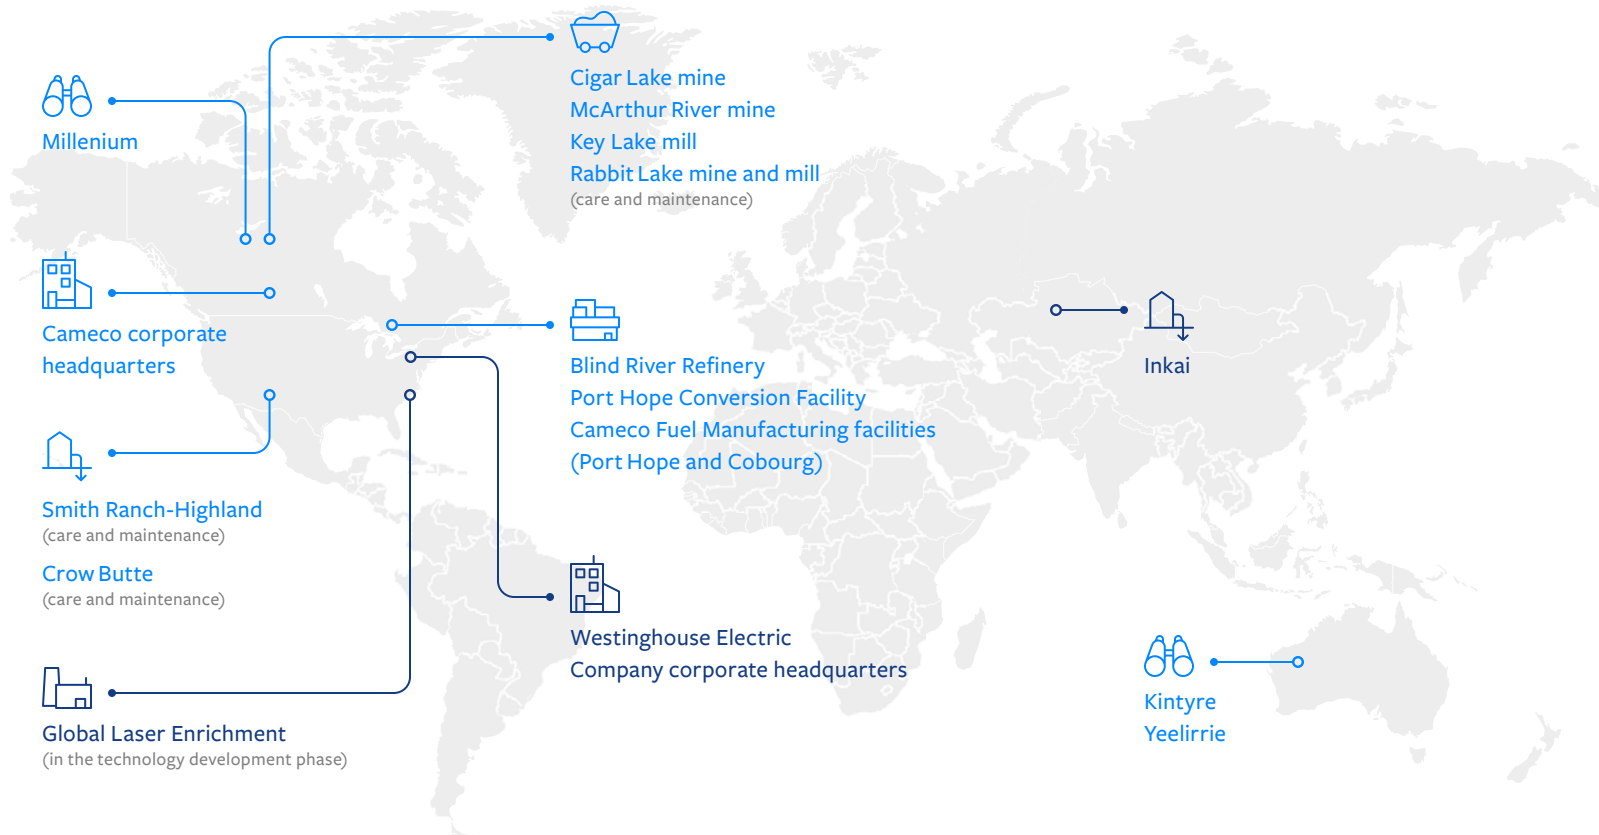 Cigar Lake mine
McArthur River mine
Key Lake mill
Rabbit Lake mine and mill
(care and maintenance)
Millenium
Cameco corporate
headquarters
Blind River Refinery
Port Hope Conversion Facility
Cameco Fuel Manufacturing facilities
(Port Hope and Cobourg)
Inkai
Smith Ranch-Highland
(care and maintenance)
Crow Butte
(care and maintenance)
Westinghouse Electric
Company corporate headquarters
Kintyre
Yeelirrie
Global Laser Enrichment
(in the technology development phase)